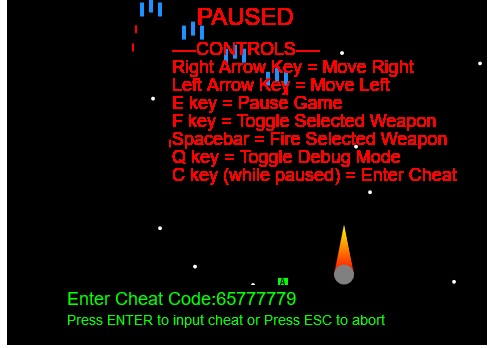 PAUSED
-----CONTROLS-----
Right Arrow Key = Move Right
Left Arrow Key = Move Left
E key = Pause Game
F key = Toggle Selected Weapon
Spacebar = Fire Selected Weapon
Q key = Toggle Debug Mode
C key (while paused) = Enter Cheat
A
Enter Cheat Code:65777779
Press ENTER to input cheat or Press ESC to abort